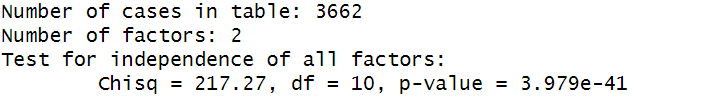 Number of cases in table: 3662
Number of factors: 2
Test for independence of all factors:
Chisq = 217.27, df = 10, p-value = 3.979e-41